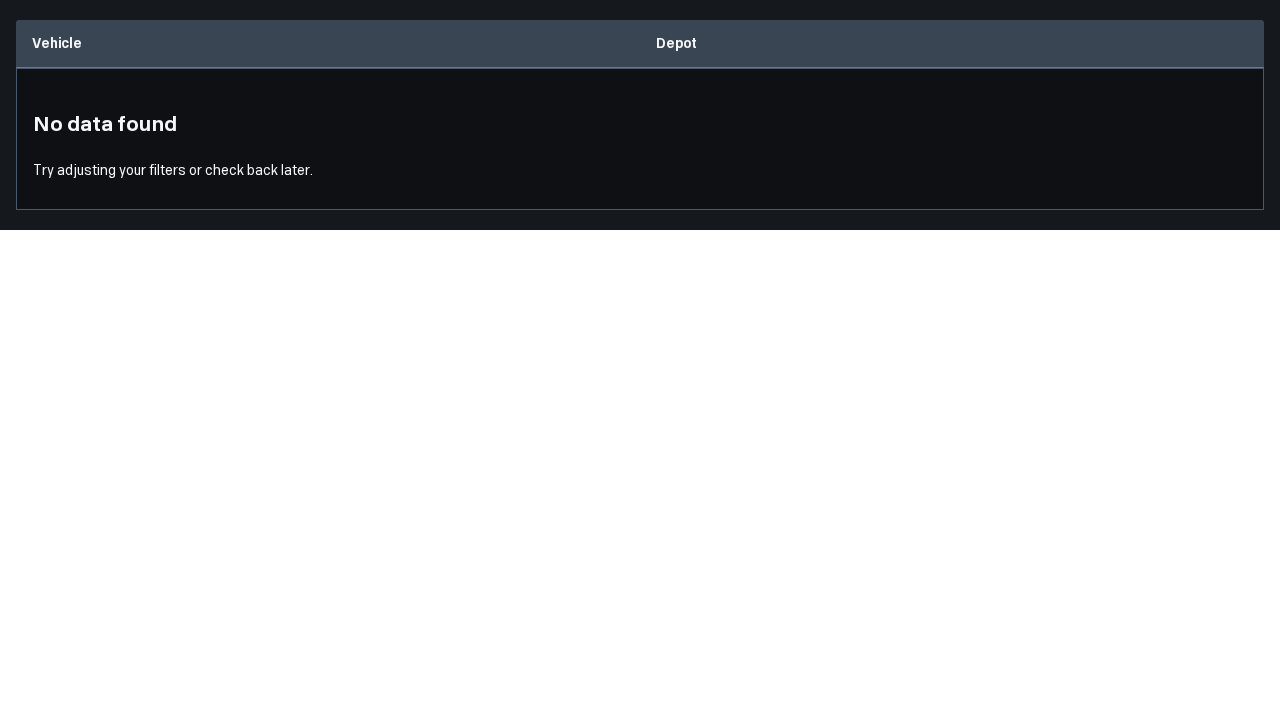 Vehicle Depot
No data found
Try adjusting your filters or check back later.